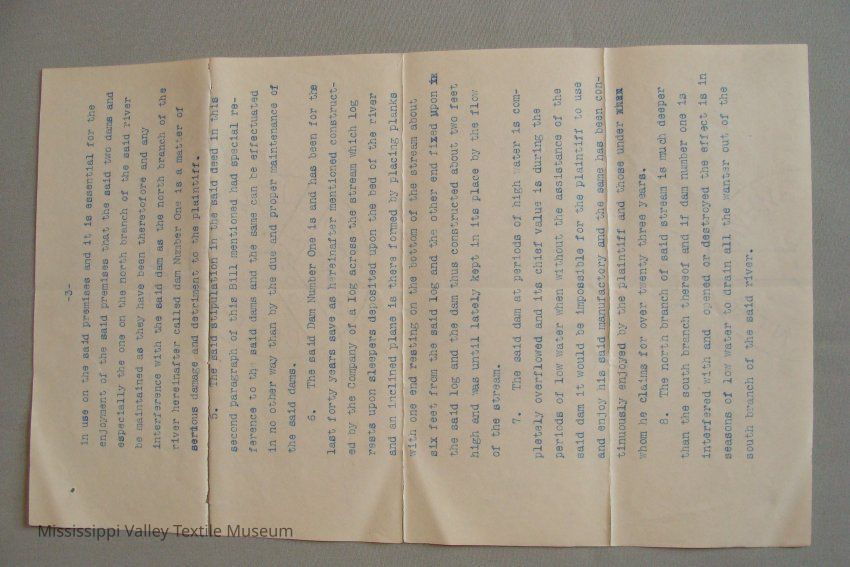 -3-
in use on the said premises and it is essential for the
enjoyment of the said premises that the said two dams and
especially the one on the north branch of the said river
be maintained as they have been theretofore and any
interference with the said dam as the north branch of the
river hereinafter called dam Number One is a matter of
serious damage and detriment to the plaintiff.
5. The said stipulation in the said deed in this
second paragraph of this Bill mentioned had special re-
ference to the said dams and the same can be effectuated
in no other way than by the due and proper maintenance of
the said dams.
6. The said Dam Number One is and has been for the
last forty years save as hereinafter mentioned construct-
ed by the Company of a log across the stream which log
rests upon sleepers deposited upon the bed of the river
and an inclined plane is there formed by placing planks
with one end resting on the bottom of the stream about
six feet from the said log and the other end fixed upon
the said log and the dam thus constructed about two feet
high and was until lately kept in its place by the flow
of the stream.
7. The said dam at periods of high water is com-
pletely overflowed and its chief value is during the
periods of low water when without the assistance of the
said dam it would be impossible for the plaintiff to use
and enjoy his said manufactory and the same has been con-
tinuously enjoyed by the plaintiff and those under
whom he claims for over twenty three years.
8. The north branch of said stream is much deeper
than the south branch thereof and if dam number one is
interfered with and opened or destroyed the effect is in
seasons of low water to drain all the wanter out of the
south branch of the said river.
Mississippi Valley Textile Museum